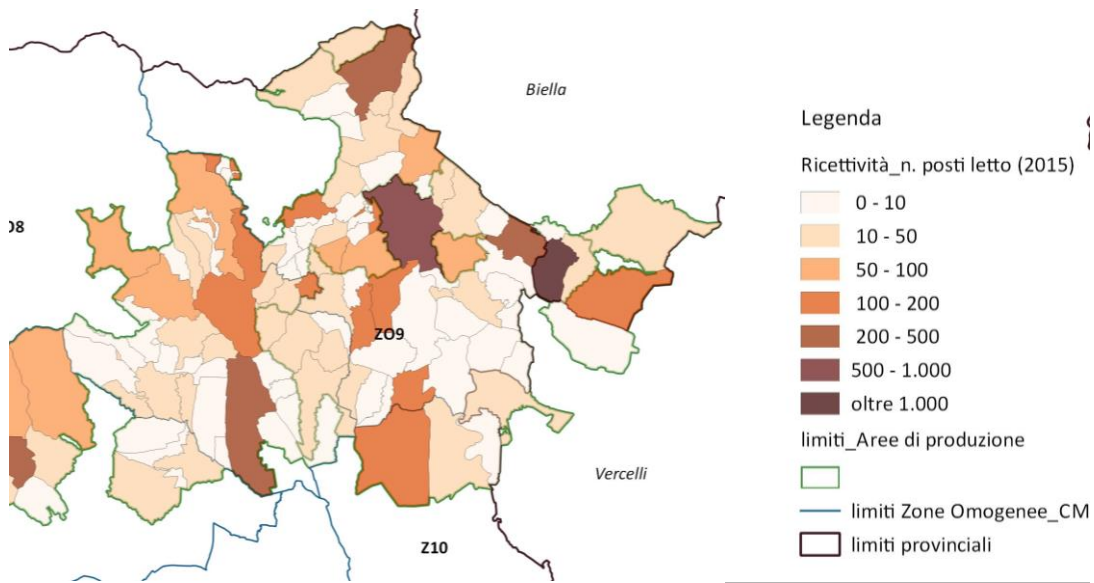 Biella
O8
ZO9
Vercelli
Z10
Legenda
Ricettività_n. posti letto (2015)
0 - 10
10 - 50
50 - 100
100 - 200
200 - 500
500 - 1.000
oltre 1.000
limiti_Aree di produzione
limiti Zone Omogenee_CM
limiti provinciali